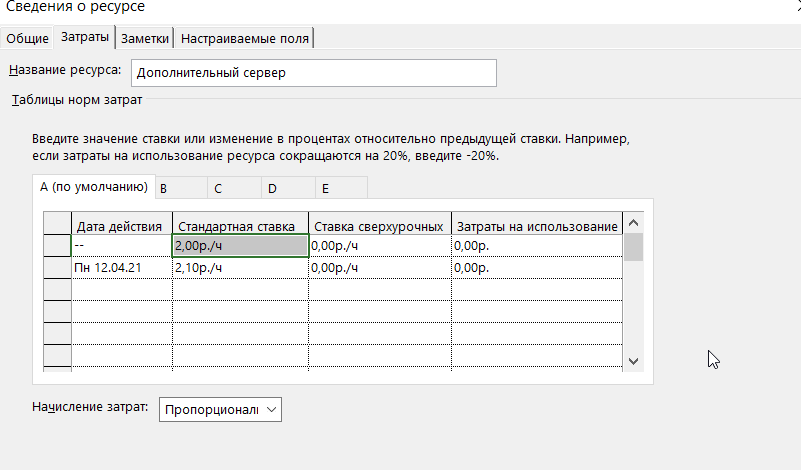 Сведения о ресурсе
Общие Затраты Заметки Настраиваемые поля
Название ресурса: Дополнительный сервер
Таблицы норм затрат
Введите значение ставки или изменение в процентах относительно предыдущей ставки. Например,
если затраты на использование ресурса сокращаются на 20%, введите -20%.
A (по умолчанию) B C D E
Дата действия Стандартная ставка Ставка сверхурочных Затраты на использование
-- 2,00р./ч 0,00р./ч 0,00р.
Пн 12.04.21 2,10р./ч 0,00р./ч 0,00р.
Начисление затрат: Пропорциональ